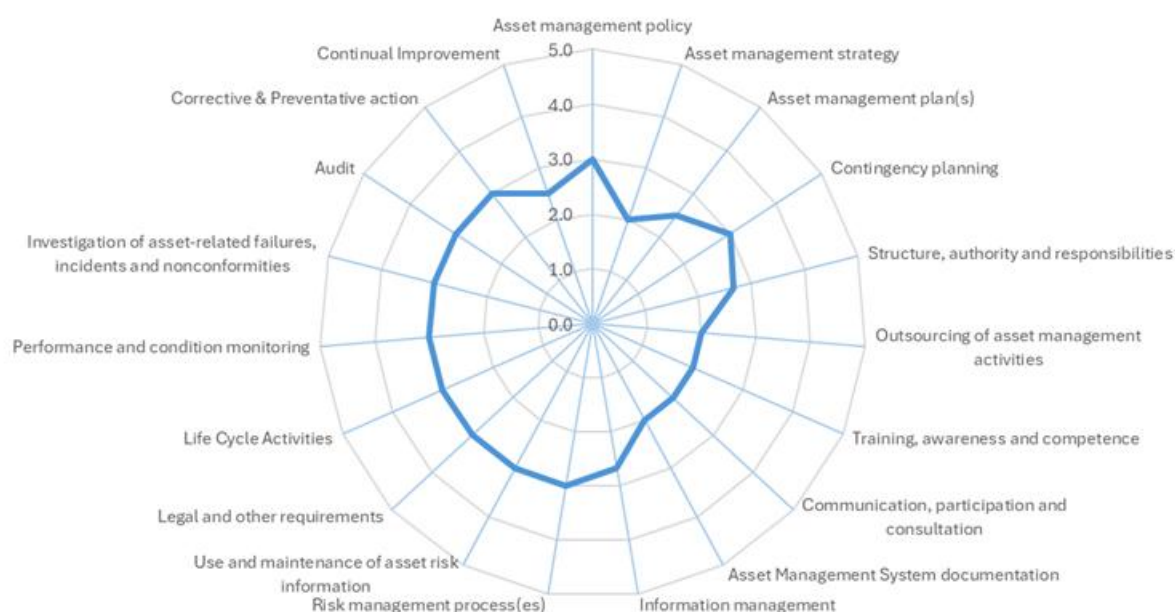 Asset management policy
Asset management strategy
Asset management plan(s)
Contingency planning
Structure, authority and responsibilities
Outsourcing of asset management
activities
Training, awareness and competence
Communication, participation and
consultation
Asset Management System documentation
Information management
Risk management process(es)
Use and maintenance of asset risk
information
Legal and other requirements
Life Cycle Activities
Performance and condition monitoring
Investigation of asset-related failures,
incidents and nonconformities
Audit
Corrective & Preventative action
Continual Improvement
5.0
4.0
3.0
2.0
1.0
0.0